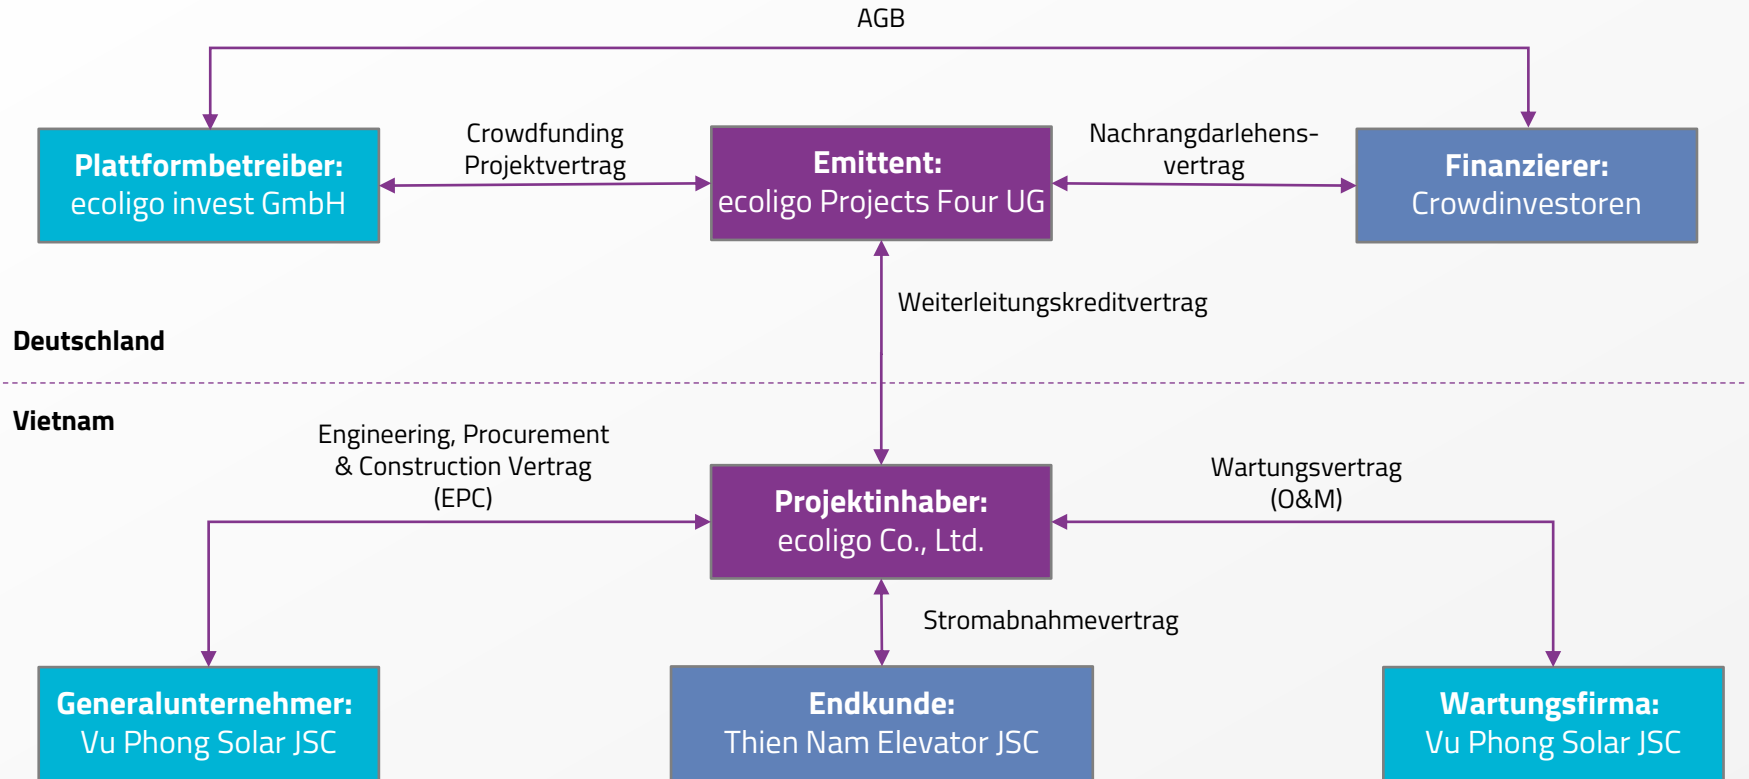 AGB
Plattformbetreiber:
ecoligo invest GmbH
Crowdfunding
Projektvertrag
Emittent:
ecoligo Projects Four UG
Nachrangdarlehens-
vertrag
Finanzierer:
Crowdinvestoren
Weiterleitungskreditvertrag
Deutschland
Vietnam
Engineering, Procurement
& Construction Vertrag
(EPC)
Projektinhaber:
ecoligo Co., Ltd.
Wartungsvertrag
(O&M)
Stromabnahmevertrag
Generalunternehmer:
Vu Phong Solar JSC
Endkunde:
Thien Nam Elevator JSC
Wartungsfirma:
Vu Phong Solar JSC